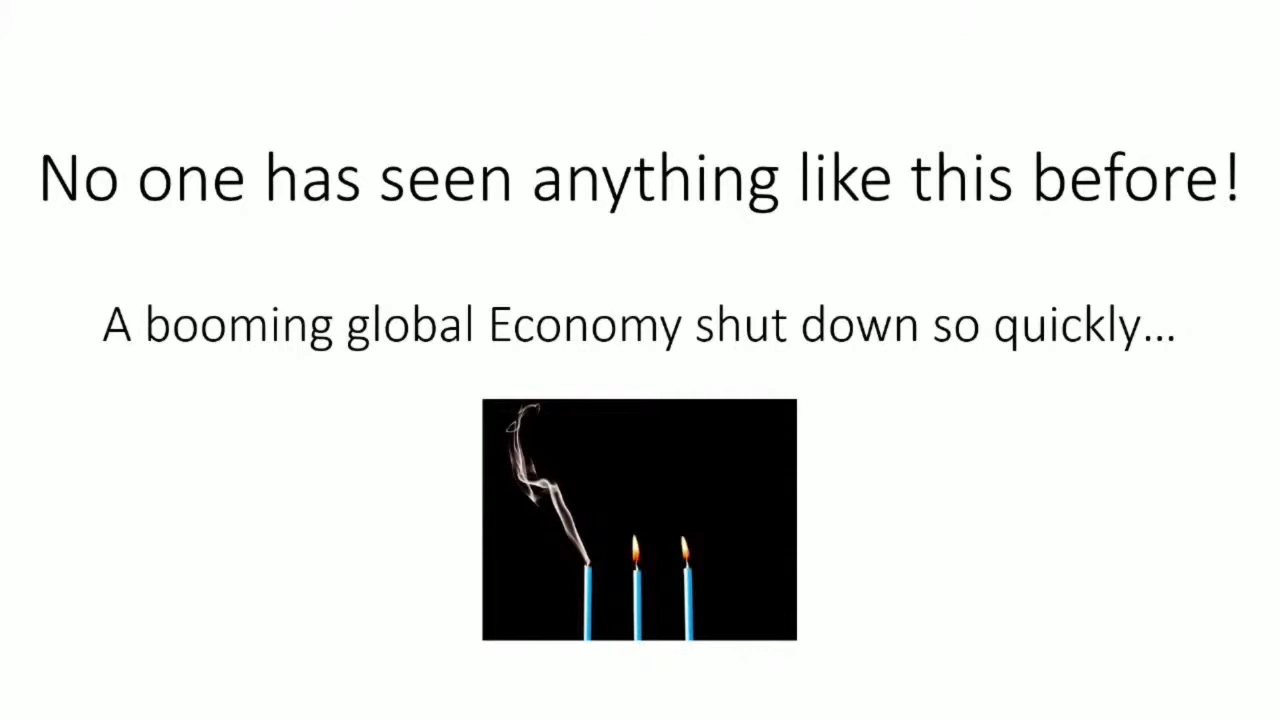 No one has seen anything like this before!
A booming global Economy shut down so quickly...